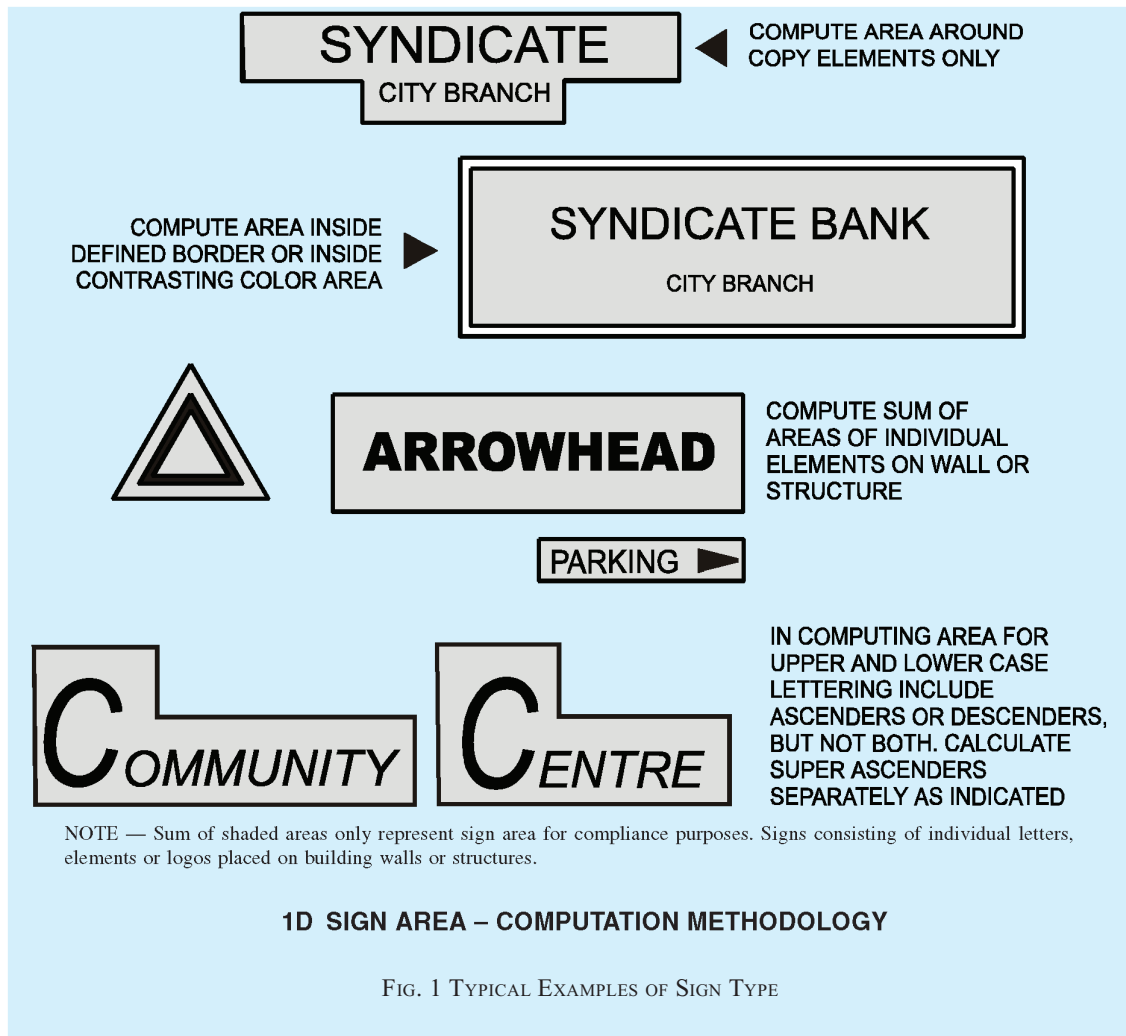 SYNDICATE
CITY BRANCH
COMPUTE AREA AROUND
COPY ELEMENTS ONLY
COMPUTE AREA INSIDE
DEFINED BORDER OR INSIDE
CONTRASTING COLOR AREA
SYNDICATE BANK
CITY BRANCH
ARROWHEAD
COMPUTE SUM OF
AREAS OF INDIVIDUAL
ELEMENTS ON WALL OR
STRUCTURE
PARKING
COMMUNITY
CENTRE
IN COMPUTING AREA FOR
UPPER AND LOWER CASE
LETTERING INCLUDE
ASCENDERS OR DESCENDERS,
BUT NOT BOTH. CALCULATE
SUPER ASCENDERS
SEPARATELY AS INDICATED
NOTE — Sum of shaded areas only represent sign area for compliance purposes. Signs consisting of individual letters,
elements or logos placed on building walls or structures.
1D SIGN AREA – COMPUTATION METHODOLOGY
FIG. 1 TYPICAL EXAMPLES OF SIGN TYPE